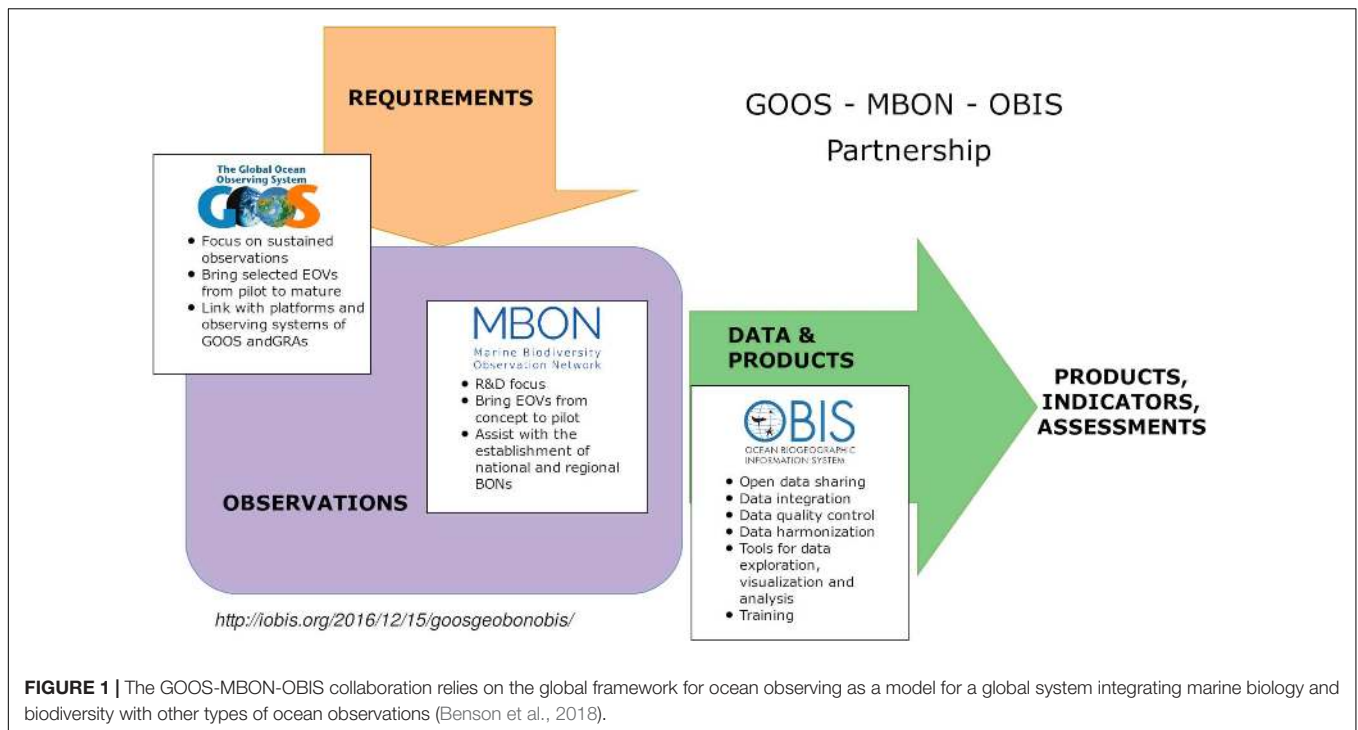 REQUIREMENTS
GOOS - MBON - OBIS
Partnership
The Global Ocean
Observing System
GOOS
• Focus on sustained
observations
• Bring selected EOVs
from pilot to mature
• Link with platforms and
observing systems of
GOOS andGRAs
MBON
Marine Biodiversity
Observation Network
• R&D focus
• Bring EOVs from
concept to pilot
• Assist with the
establishment of
national and regional
BONs
OBSERVATIONS
DATA &
PRODUCTS
OBIS
OCEAN BIOGEOGRAPHIC
INFORMATION SYSTEM
• Open data sharing
• Data integration
• Data quality control
• Data harmonization
• Tools for data
exploration,
visualization and
analysis
• Training
PRODUCTS,
INDICATORS,
ASSESSMENTS
http://iobis.org/2016/12/15/goosgeobonobis/
FIGURE 1 | The GOOS-MBON-OBIS collaboration relies on the global framework for ocean observing as a model for a global system integrating marine biology and
biodiversity with other types of ocean observations (Benson et al., 2018).